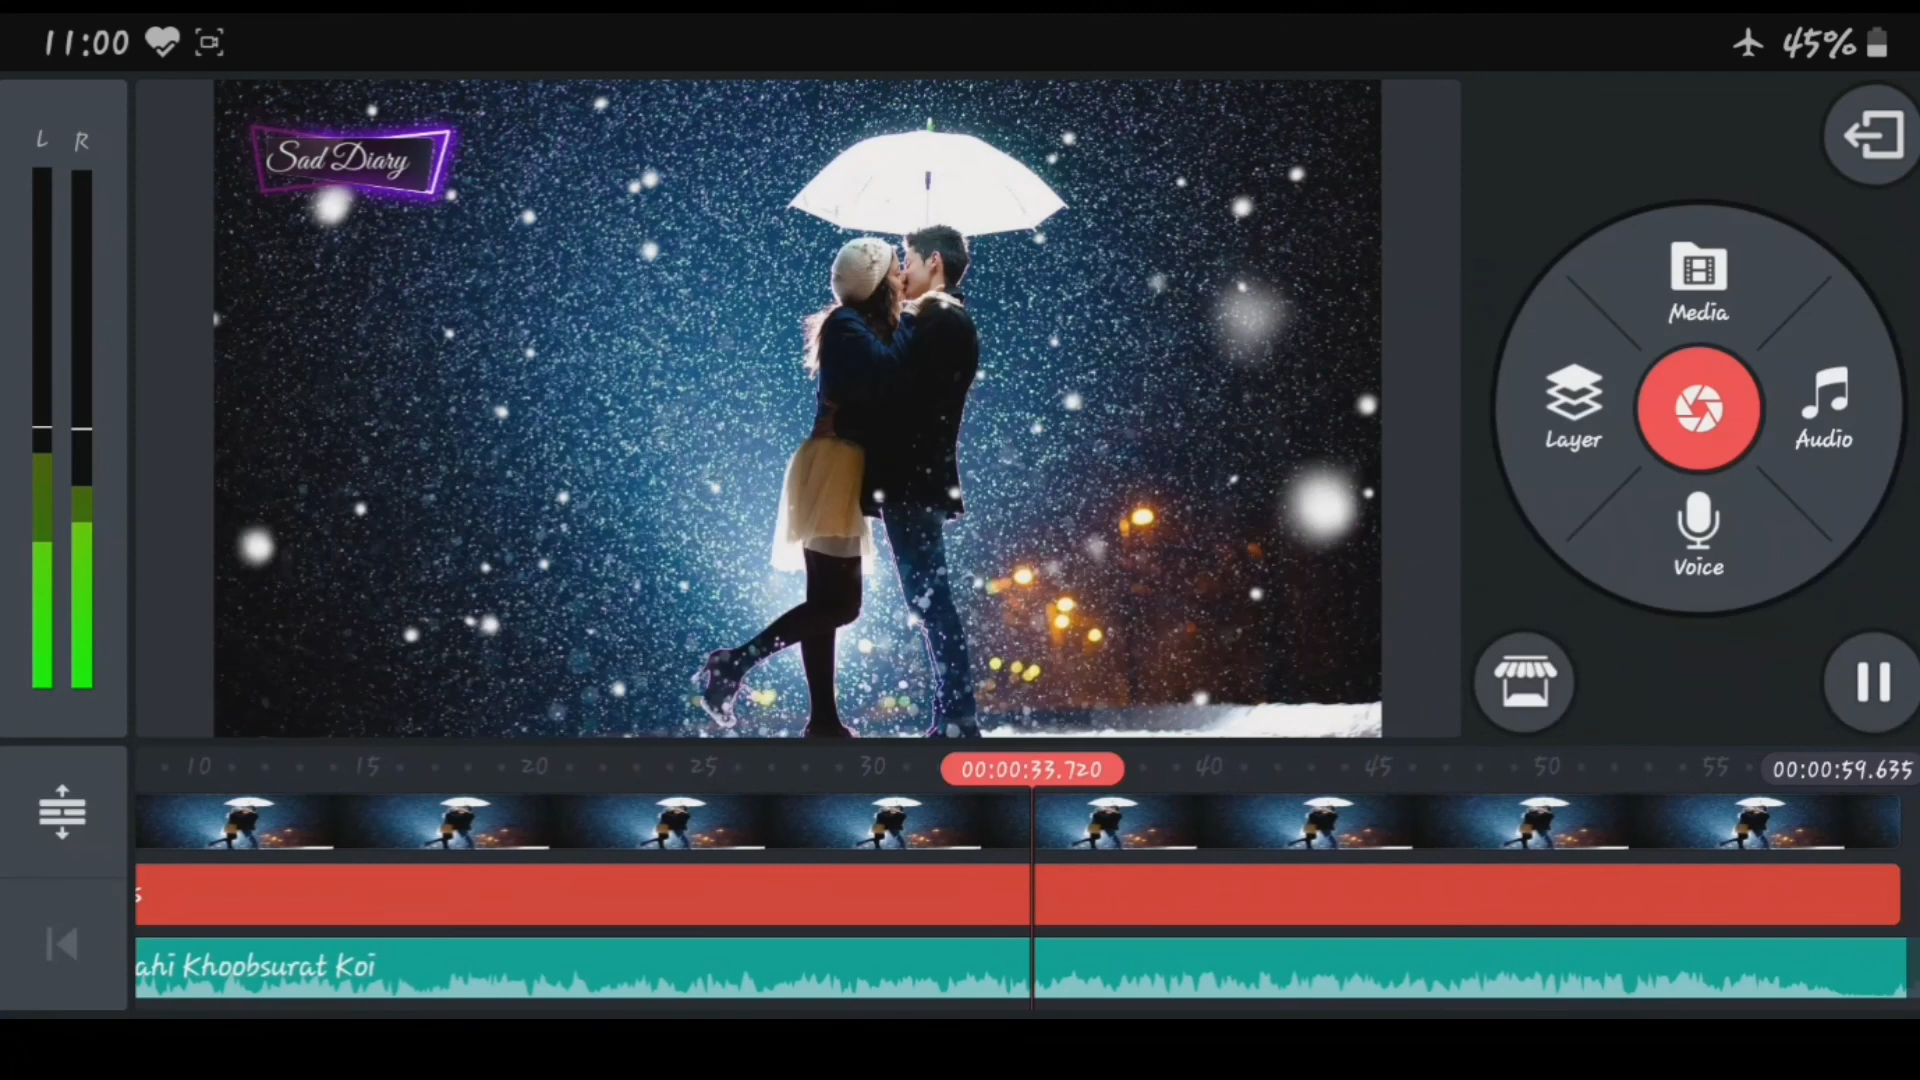 11:00
45%
L R
Sad Diary
Media
Layer
Audio
Voice
10 15 20 25 30 00:00:33.720 40 45 50 55 00:00:59.635
s
ahi Khoobsurat Koi